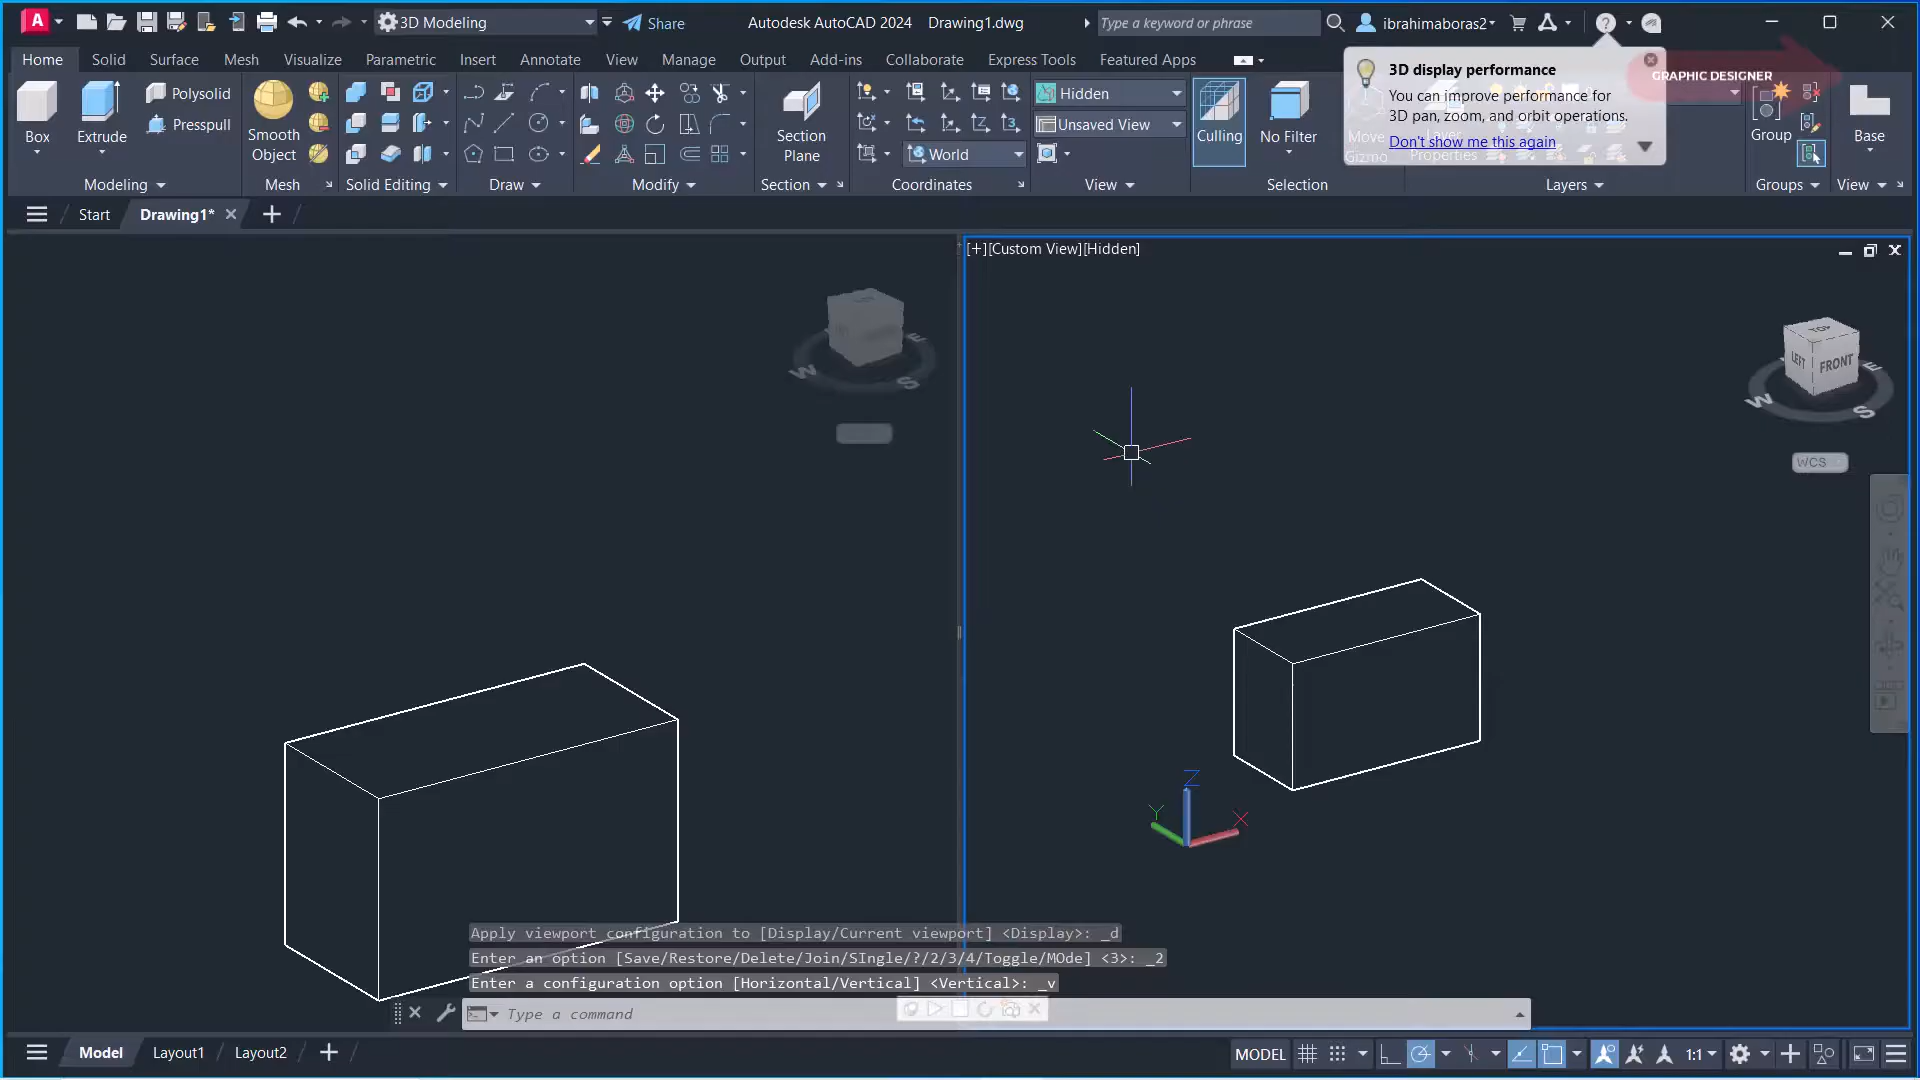 A
3D Modeling
Share
Autodesk AutoCAD 2024 Drawing1.dwg
Type a keyword or phrase
ibrahimaboras2
?
Home
Solid
Surface
Mesh
Visualize
Parametric
Insert
Annotate
View
Manage
Output
Add-ins
Collaborate
Express Tools
Featured Apps
3D display performance
You can improve performance for
3D pan, zoom, and orbit operations.
Don't show me this again
GRAPHIC DESIGNER
Box
Extrude
Polysolid
Presspull
Smooth
Object
Section
Plane
World
Hidden
Unsaved View
Culling
No Filter
Move
Gizmo
Layer
Properties
Group
Base
Modeling
Mesh
Solid Editing
Draw
Modify
Section
Coordinates
View
Selection
Layers
Groups
View
Start
Drawing1*
[+][Custom View][Hidden]
W
S
E
TOP
LEFT
FRONT
W
S
E
WCS
Z
Y
X
Apply viewport configuration to [Display/Current viewport] <Display>: _d
Enter an option [Save/Restore/Delete/Join/SIngle/?/2/3/4/Toggle/MOde] <3>: _2
Enter a configuration option [Horizontal/Vertical] <Vertical>: _v
Type a command
Model
Layout1
Layout2
MODEL
1:1